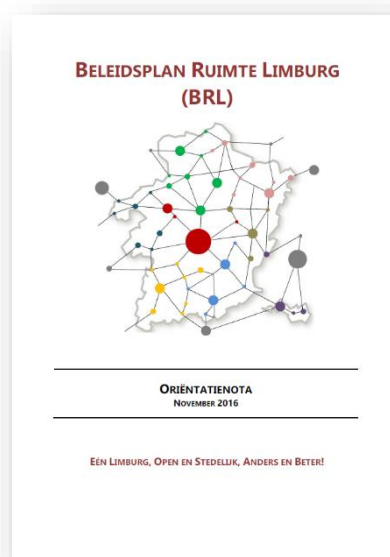 BELEIDSPLAN RUIMTE LIMBURG
(BRL)
ORIËNTATIENOTA
NOVEMBER 2016
EÉN LIMBURG, OPEN EN STEDELIJK, ANDERS EN BETER!